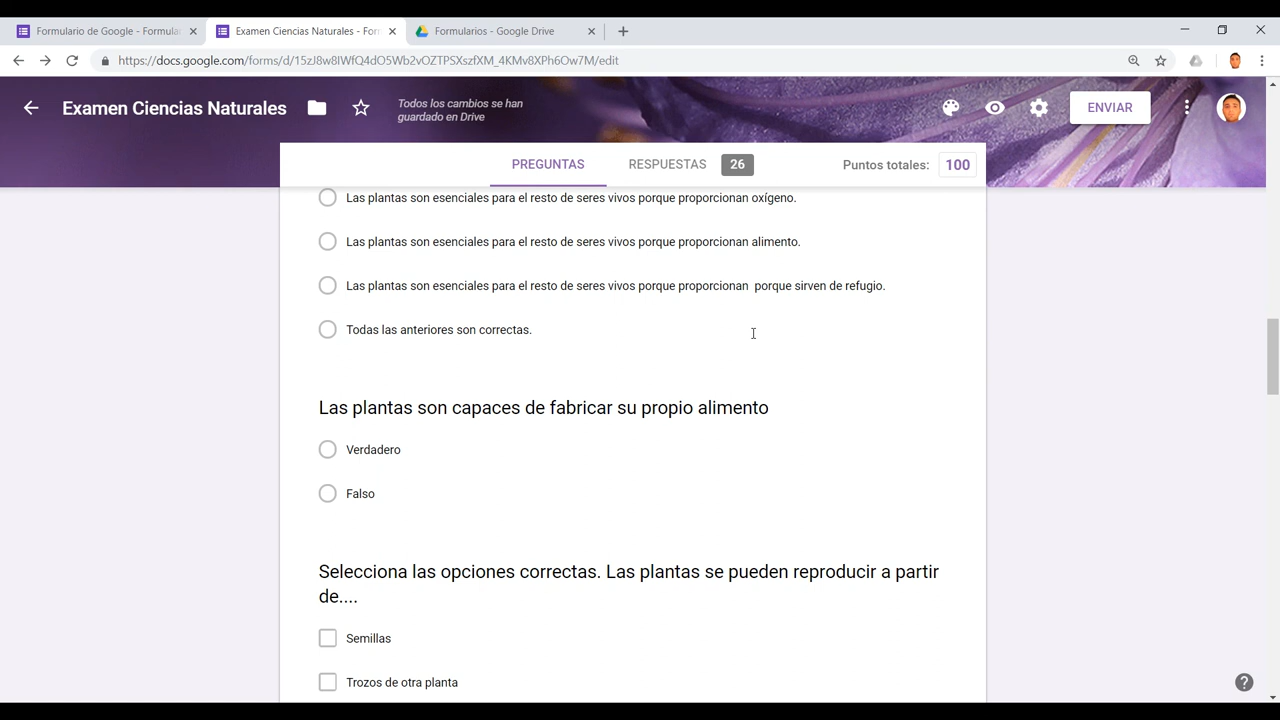 Formulario de Google - Formular
Examen Ciencias Naturales - Form
Formularios - Google Drive
https://docs.google.com/forms/d/15zJ8w8IWfQ4dO5Wb2vOZTPSXszfXM_4KMv8XPh6Ow7M/edit
Examen Ciencias Naturales
Todos los cambios se han
guardado en Drive
ENVIAR
PREGUNTAS
RESPUESTAS 26
Puntos totales: 100
Las plantas son esenciales para el resto de seres vivos porque proporcionan oxígeno.
Las plantas son esenciales para el resto de seres vivos porque proporcionan alimento.
Las plantas son esenciales para el resto de seres vivos porque proporcionan  porque sirven de refugio.
Todas las anteriores son correctas.
Las plantas son capaces de fabricar su propio alimento
Verdadero
Falso
Selecciona las opciones correctas. Las plantas se pueden reproducir a partir
de....
Semillas
Trozos de otra planta